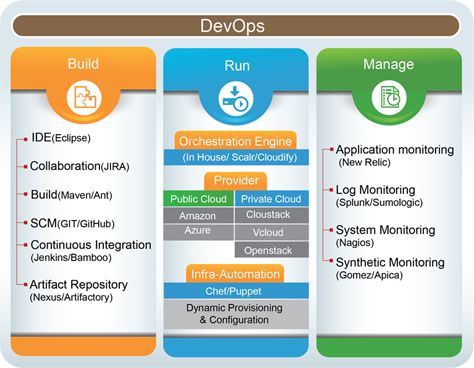 DevOps
Build
IDE(Eclipse)
Collaboration(JIRA)
Build(Maven/Ant)
SCM(GIT/GitHub)
Continuous Integration
(Jenkins/Bamboo)
Artifact Repository
(Nexus/Artifactory)
Run
Orchestration Engine
(In House/ Scalr/Cloudify)
Provider
Public Cloud
Private Cloud
Amazon
Cloustack
Azure
Vcloud
Openstack
Infra-Automation
Chef/Puppet
Dynamic Provisioning
& Configuration
Manage
Application monitoring
(New Relic)
Log Monitoring
(Splunk/Sumologic)
System Monitoring
(Nagios)
Synthetic Monitoring
(Gomez/Apica)